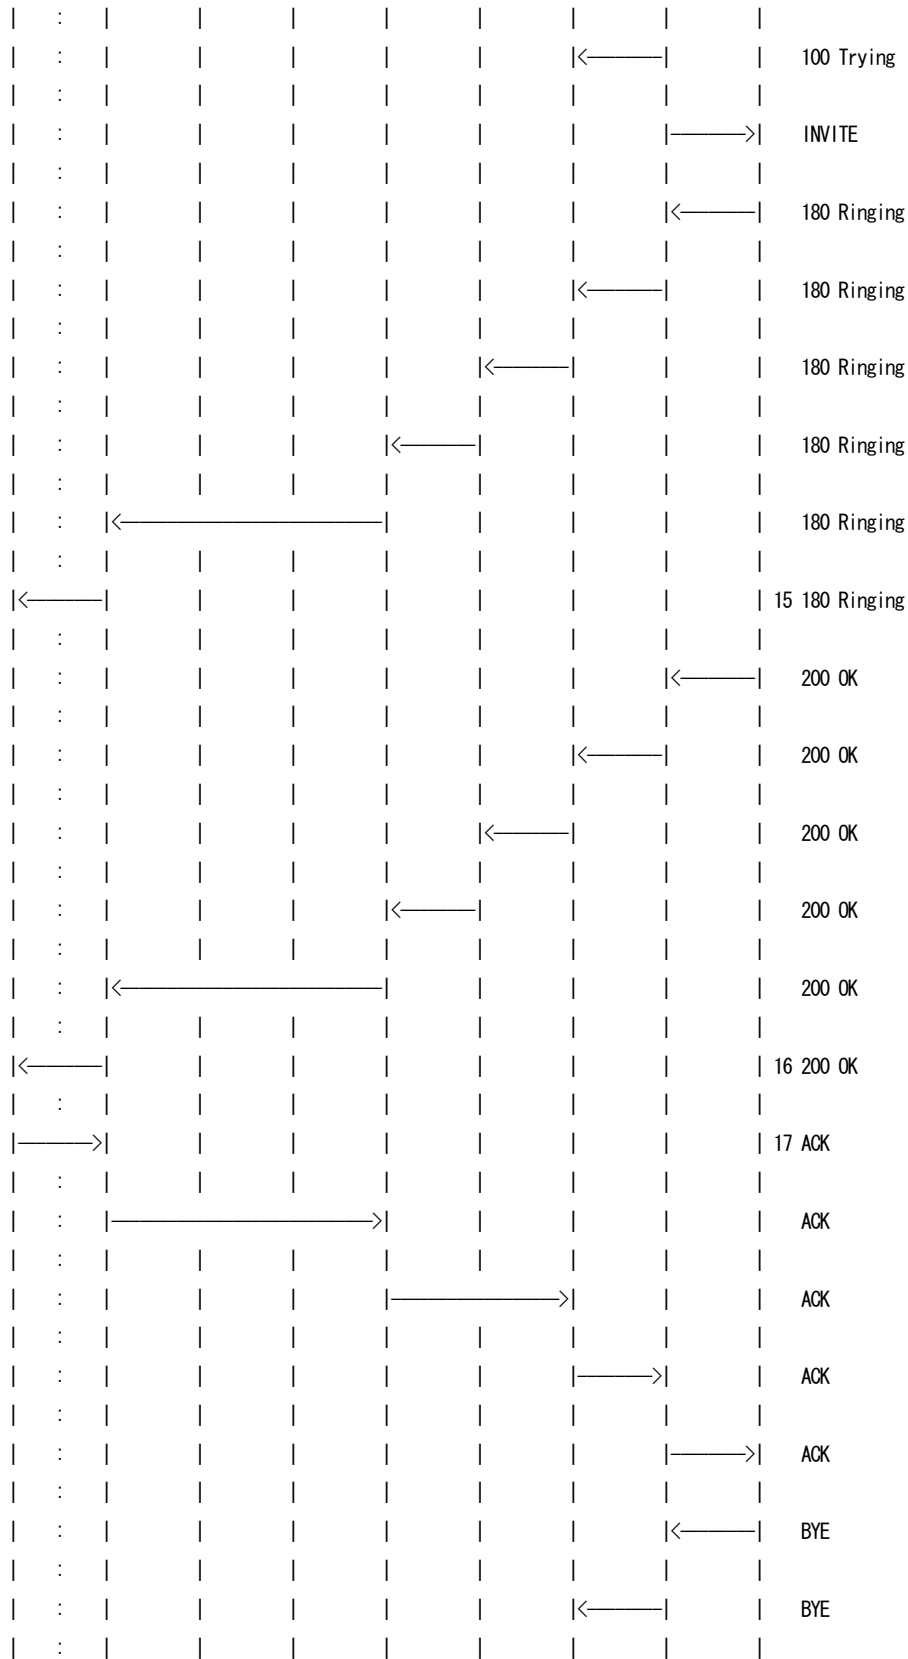 |    :    |         |         |         |         |         |         |         |
|    :    |         |         |         |         |         |<--------|         |    100 Trying
|    :    |         |         |         |         |         |         |         |
|    :    |         |         |         |         |         |         |-------->|    INVITE
|    :    |         |         |         |         |         |         |         |
|    :    |         |         |         |         |         |         |<--------|    180 Ringing
|    :    |         |         |         |         |         |         |         |
|    :    |         |         |         |         |         |<--------|         |    180 Ringing
|    :    |         |         |         |         |         |         |         |
|    :    |         |         |         |         |<--------|         |         |    180 Ringing
|    :    |         |         |         |         |         |         |         |
|    :    |         |         |         |<--------|         |         |         |    180 Ringing
|    :    |         |         |         |         |         |         |         |
|    :    |<----------------------------|         |         |         |         |    180 Ringing
|    :    |         |         |         |         |         |         |         |
|<--------|         |         |         |         |         |         |         | 15 180 Ringing
|    :    |         |         |         |         |         |         |         |
|    :    |         |         |         |         |         |         |<--------|    200 OK
|    :    |         |         |         |         |         |         |         |
|    :    |         |         |         |         |         |<--------|         |    200 OK
|    :    |         |         |         |         |         |         |         |
|    :    |         |         |         |         |<--------|         |         |    200 OK
|    :    |         |         |         |         |         |         |         |
|    :    |         |         |         |<--------|         |         |         |    200 OK
|    :    |         |         |         |         |         |         |         |
|    :    |<----------------------------|         |         |         |         |    200 OK
|    :    |         |         |         |         |         |         |         |
|<--------|         |         |         |         |         |         |         | 16 200 OK
|    :    |         |         |         |         |         |         |         |
|-------->|         |         |         |         |         |         |         | 17 ACK
|    :    |         |         |         |         |         |         |         |
|    :    |---------------------------->|         |         |         |         |    ACK
|    :    |         |         |         |         |         |         |         |
|    :    |         |         |         |------------------>|         |         |    ACK
|    :    |         |         |         |         |         |         |         |
|    :    |         |         |         |         |         |-------->|         |    ACK
|    :    |         |         |         |         |         |         |         |
|    :    |         |         |         |         |         |         |-------->|    ACK
|    :    |         |         |         |         |         |         |         |
|    :    |         |         |         |         |         |         |<--------|    BYE
|    :    |         |         |         |         |         |         |         |
|    :    |         |         |         |         |         |<--------|         |    BYE
|    :    |         |         |         |         |         |         |         |